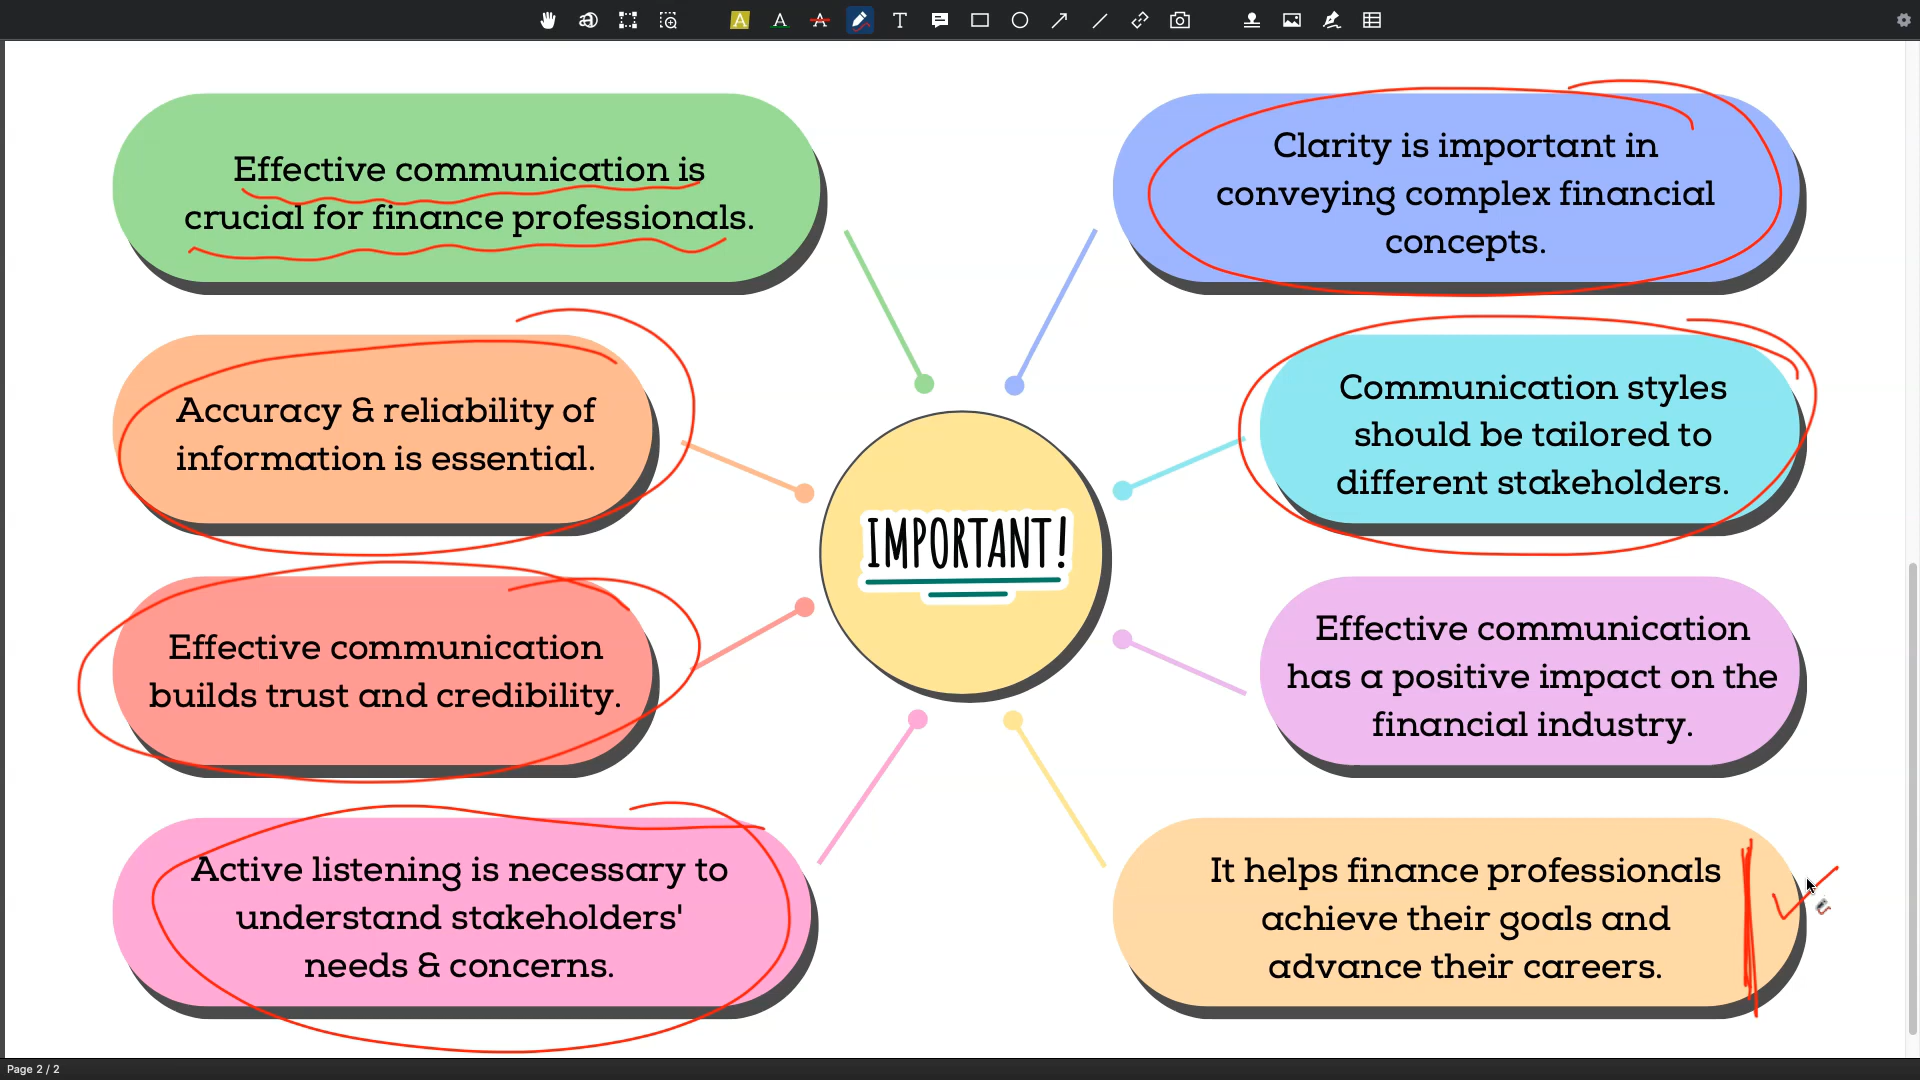 Effective communication is
crucial for finance professionals.
Clarity is important in
conveying complex financial
concepts.
Accuracy & reliability of
information is essential.
Communication styles
should be tailored to
different stakeholders.
IMPORTANT!
Effective communication
builds trust and credibility.
Effective communication
has a positive impact on the
financial industry.
Active listening is necessary to
understand stakeholders'
needs & concerns.
It helps finance professionals
achieve their goals and
advance their careers.
Page 2 / 2